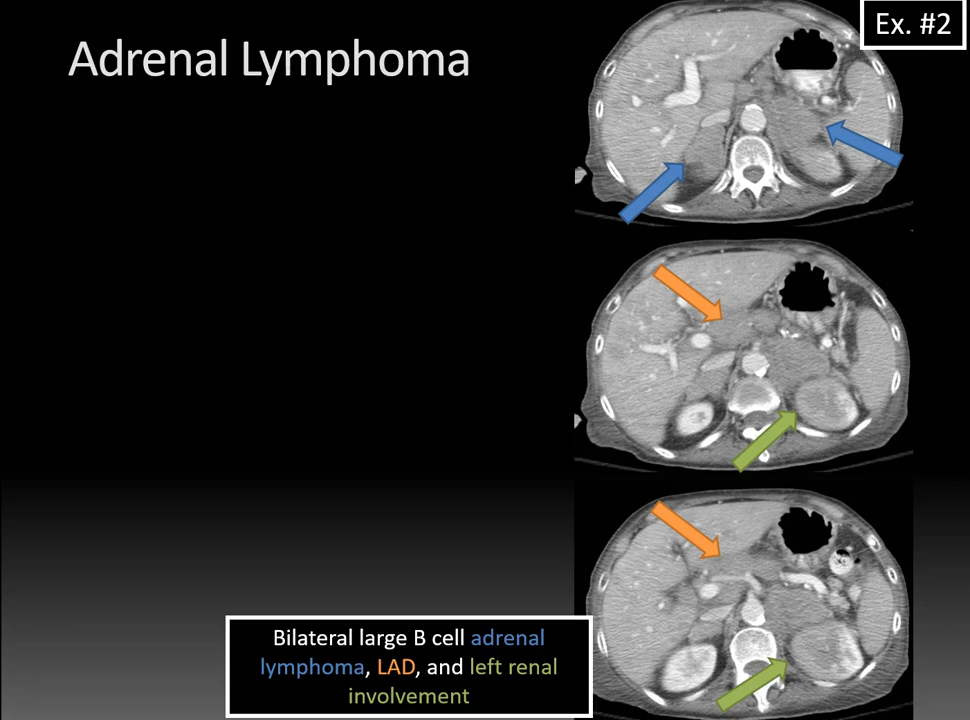 Adrenal Lymphoma
Ex. #2
Bilateral large B cell adrenal
lymphoma, LAD, and left renal
involvement